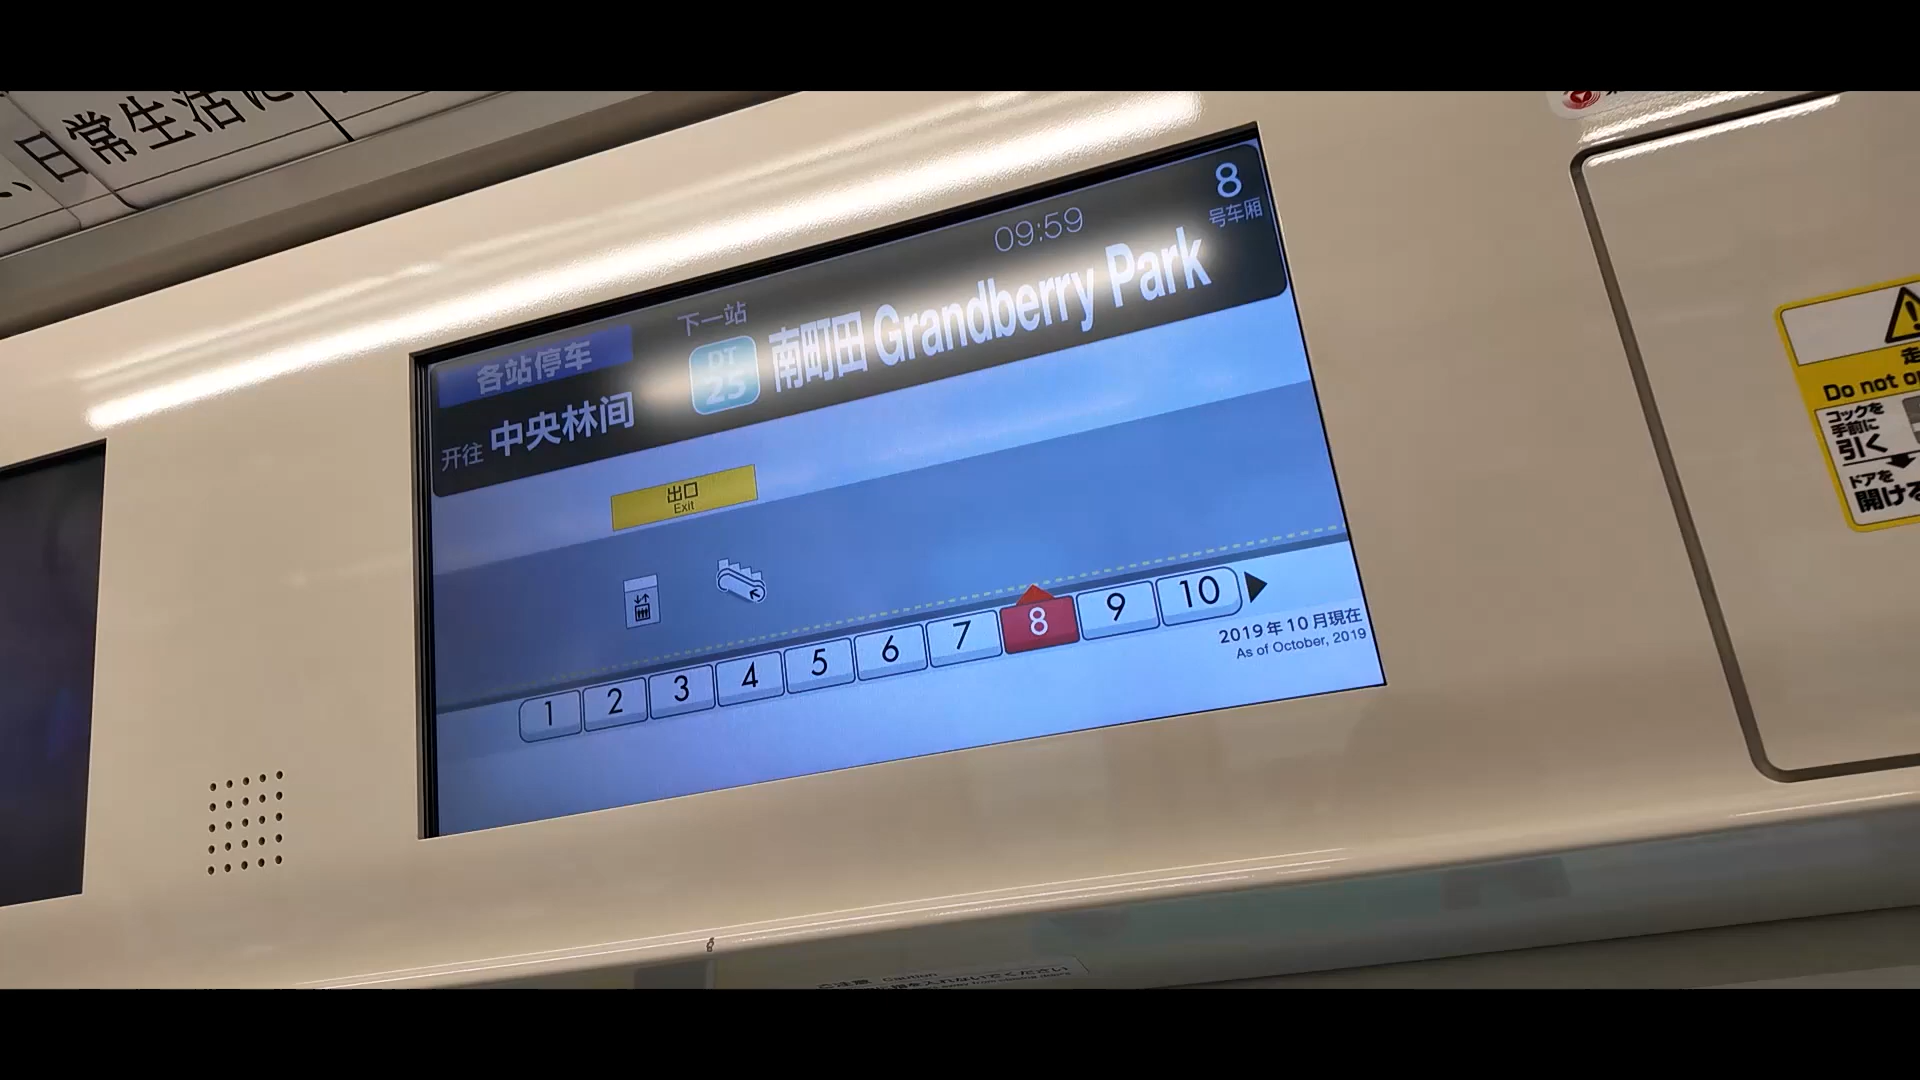 日常生活に
09:59
8
号车厢
各站停车
下一站
开往 中央林间
DT
25
南町田 Grandberry Park
出口
Exit
1 2 3 4 5 6 7 8 9 10
2019年10月現在
As of October, 2019
Do not
コックを
手前に
引く
ドアを
開ける